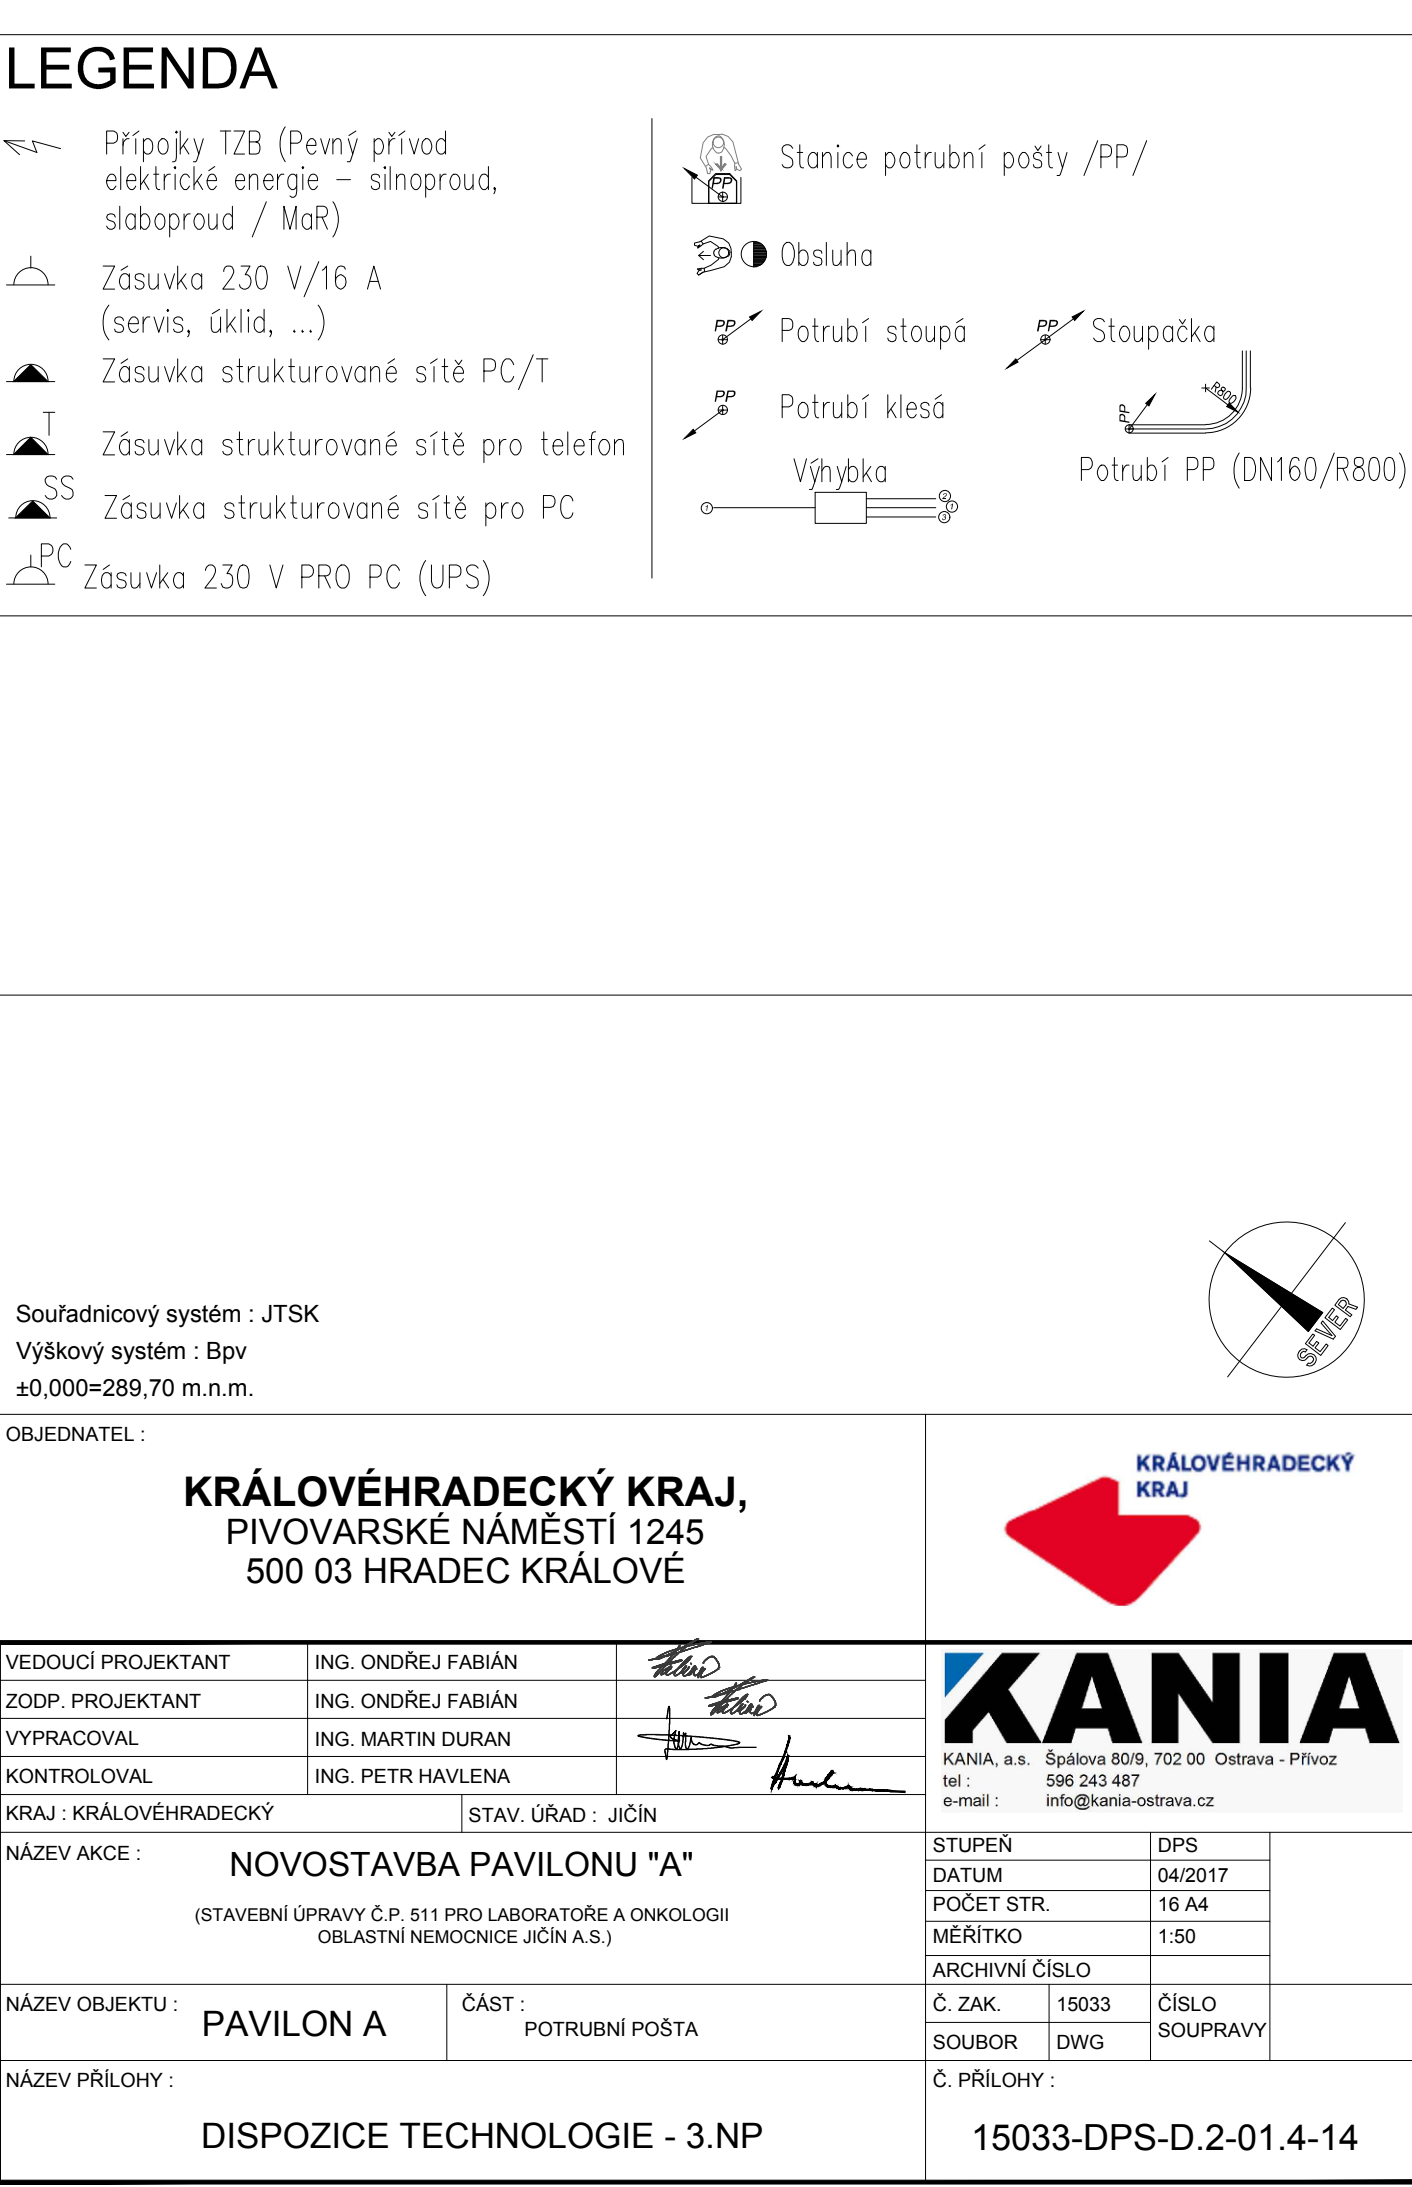 LEGENDA
Přípojky TZB (Pevný přívod
elektrické energie – silnoproud,
slaboproud / MaR)
Zásuvka 230 V/16 A
(servis, úklid, ...)
Zásuvka strukturované sítě PC/T
T
Zásuvka strukturované sítě pro telefon
SS
Zásuvka strukturované sítě pro PC
PC
Zásuvka 230 V PRO PC (UPS)
PP
Stanice potrubní pošty /PP/
Obsluha
PP
Potrubí stoupá
PP
Stoupačka
PP
Potrubí klesá
PP
R800
Potrubí PP (DN160/R800)
Výhybka
1
2
1
3
SEVER
Souřadnicový systém : JTSK
Výškový systém : Bpv
±0,000=289,70 m.n.m.
OBJEDNATEL :
KRÁLOVÉHRADECKÝ KRAJ,
PIVOVARSKÉ NÁMĚSTÍ 1245
500 03 HRADEC KRÁLOVÉ
KRÁLOVÉHRADECKÝ
KRAJ
VEDOUCÍ PROJEKTANT ING. ONDŘEJ FABIÁN
ZODP. PROJEKTANT ING. ONDŘEJ FABIÁN
VYPRACOVAL ING. MARTIN DURAN
KONTROLOVAL ING. PETR HAVLENA
KRAJ : KRÁLOVÉHRADECKÝ STAV. ÚŘAD : JIČÍN
KANIA
KANIA, a.s. Špálova 80/9, 702 00 Ostrava - Přívoz
tel : 596 243 487
e-mail : info@kania-ostrava.cz
NÁZEV AKCE :
NOVOSTAVBA PAVILONU "A"
(STAVEBNÍ ÚPRAVY Č.P. 511 PRO LABORATOŘE A ONKOLOGII
OBLASTNÍ NEMOCNICE JIČÍN A.S.)
STUPEŇ DPS
DATUM 04/2017
POČET STR. 16 A4
MĚŘÍTKO 1:50
ARCHIVNÍ ČÍSLO
NÁZEV OBJEKTU :
PAVILON A
ČÁST :
POTRUBNÍ POŠTA
Č. ZAK. 15033
SOUBOR DWG
ČÍSLO
SOUPRAVY
NÁZEV PŘÍLOHY :
DISPOZICE TECHNOLOGIE - 3.NP
Č. PŘÍLOHY :
15033-DPS-D.2-01.4-14